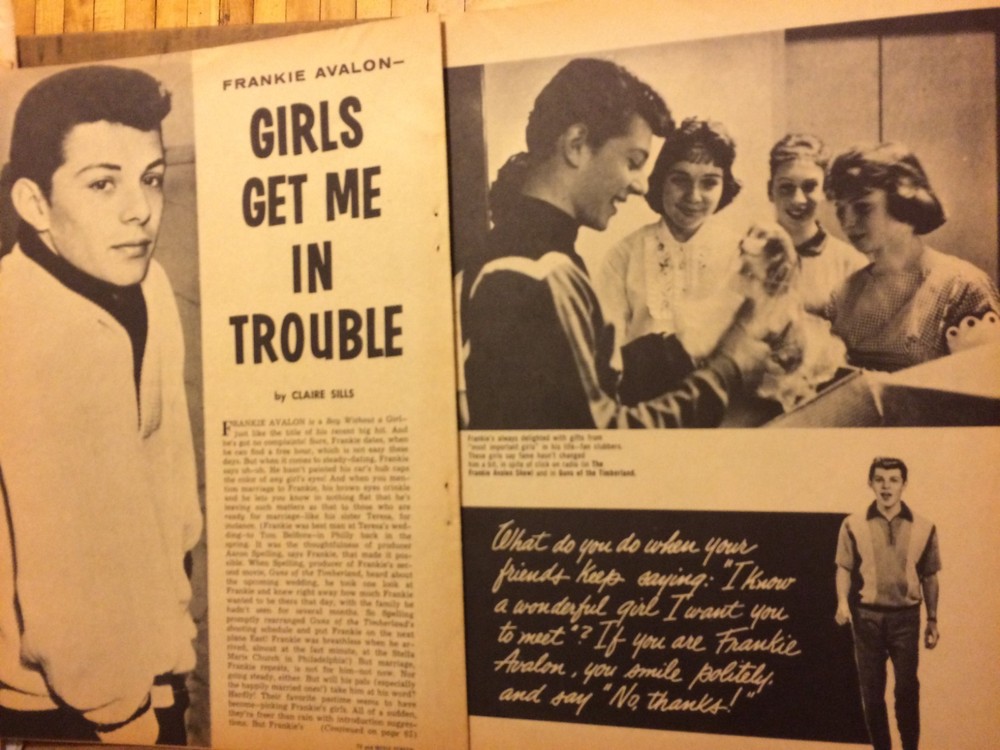 FRANKIE AVALON—
GIRLS
GET ME
IN
TROUBLE
by CLAIRE SILLS
FRANKIE AVALON is a Boy Without a Girl—
just like the title of his recent big hit. And
he's got no complaints! Sure, Frankie dates, when
he can find a free hour, which is not easy these
days. But when it comes to steady-dating, Frankie
says uh-uh. He hasn't painted his car's hub caps
the color of any girl's eyes! And when you men-
tion marriage to Frankie, his brown eyes crinkle
and he lets you know in nothing flat that he's
leaving such matters as that to those who are
ready for marriage—like his sister Teresa, for
instance. (Frankie was best man at Teresa's wed-
ding to Tom in Philly back in the
spring. It was the thoughtfulness of producer
Aaron Spelling, says Frankie, that made it pos-
sible. When Spelling, producer of Frankie's sec-
ond movie, Guns of the Timberland, heard about
the upcoming wedding, he took one look at
Frankie and knew right away how much Frankie
wanted to be there that day, with the family he
hadn't seen for several months. So Spelling
promptly rearranged Guns of the Timberland's
shooting schedule and put Frankie on the next
plane East! Frankie was breathless when he ar-
rived, almost at the last minute, at the Stella
Maris Church in Philadelphia!) But marriage,
Frankie repeats, is not for him—not now. Nor
going steady, either. But will his pals (especially
the happily married ones!) take him at his word?
Hardly! Their favorite pastime seems to have
become—picking Frankie's girls. All of a sudden,
they're freer than rain with introduction sugges-
tions. But Frankie's (Continued on page 62)
Frankie's always delighted with gifts from
"most important girls" in his life—fan clubbers.
These girls say fame hasn't changed
him a bit, in spite of click on radio (on The
Frankie Avalon Show) and in Guns of the Timberland.
What do you do when your
friends keep saying: "I know
a wonderful girl I want you
to meet"? If you are Frankie
Avalon, you smile politely,
and say "No, thanks!"